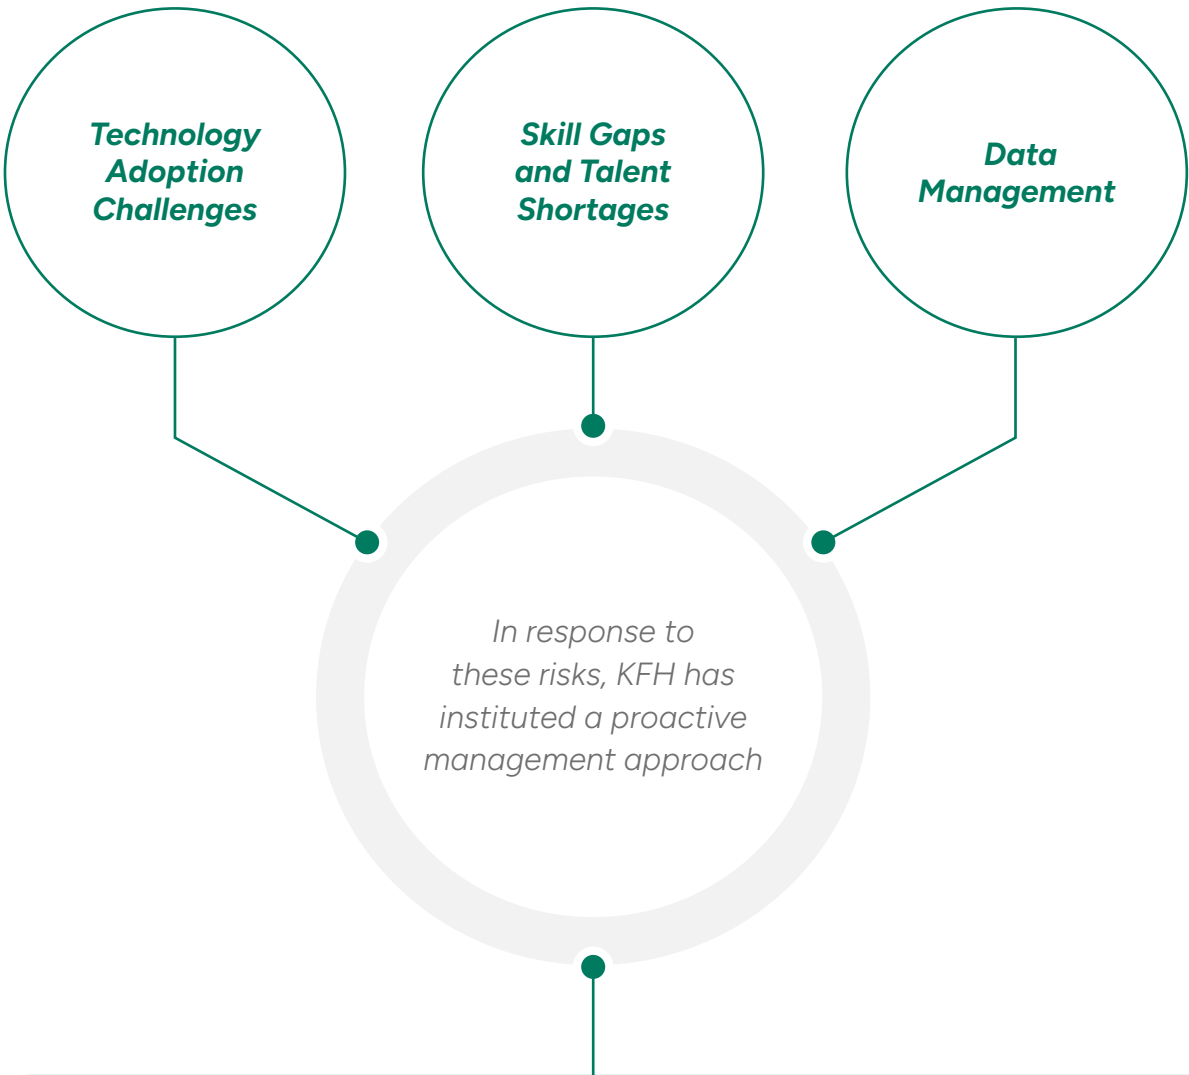 Technology
Adoption
Challenges
Skill Gaps
and Talent
Shortages
Data
Management
In response to
these risks, KFH has
instituted a proactive
management approach